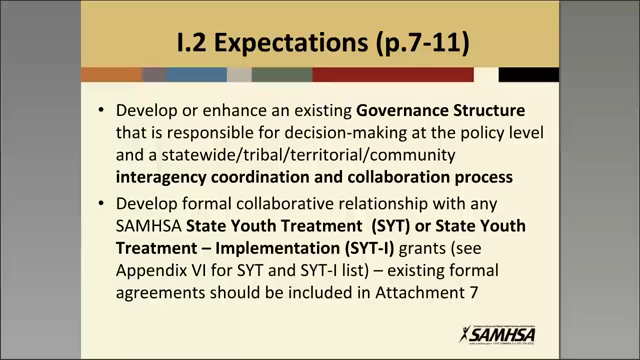 I.2 Expectations (p.7-11)
• Develop or enhance an existing Governance Structure
that is responsible for decision-making at the policy level
and a statewide/tribal/territorial/community
interagency coordination and collaboration process
• Develop formal collaborative relationship with any
SAMHSA State Youth Treatment (SYT) or State Youth
Treatment – Implementation (SYT-I) grants (see
Appendix VI for SYT and SYT-I list) – existing formal
agreements should be included in Attachment 7
SAMHSA